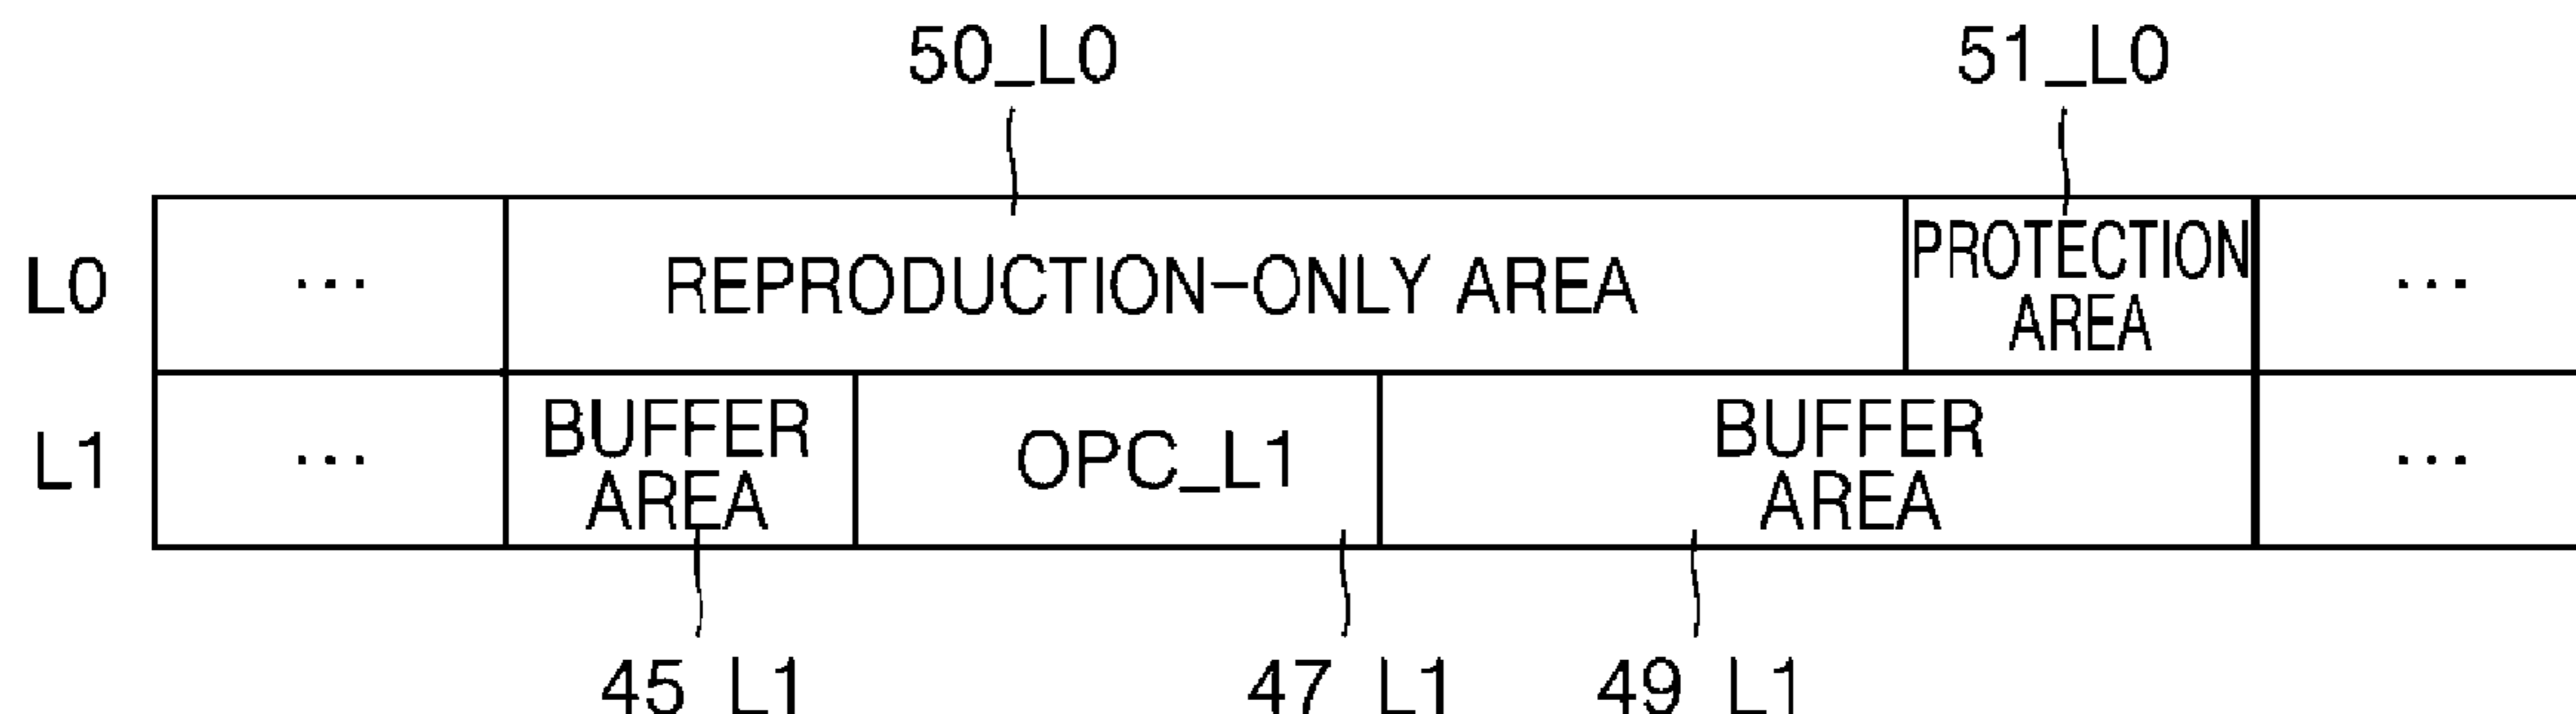 50_L0 51_L0
L0 ... REPRODUCTION-ONLY AREA PROTECTION AREA ...
L1 ... BUFFER AREA OPC_L1 BUFFER AREA ...
45_L1 47_L1 49_L1